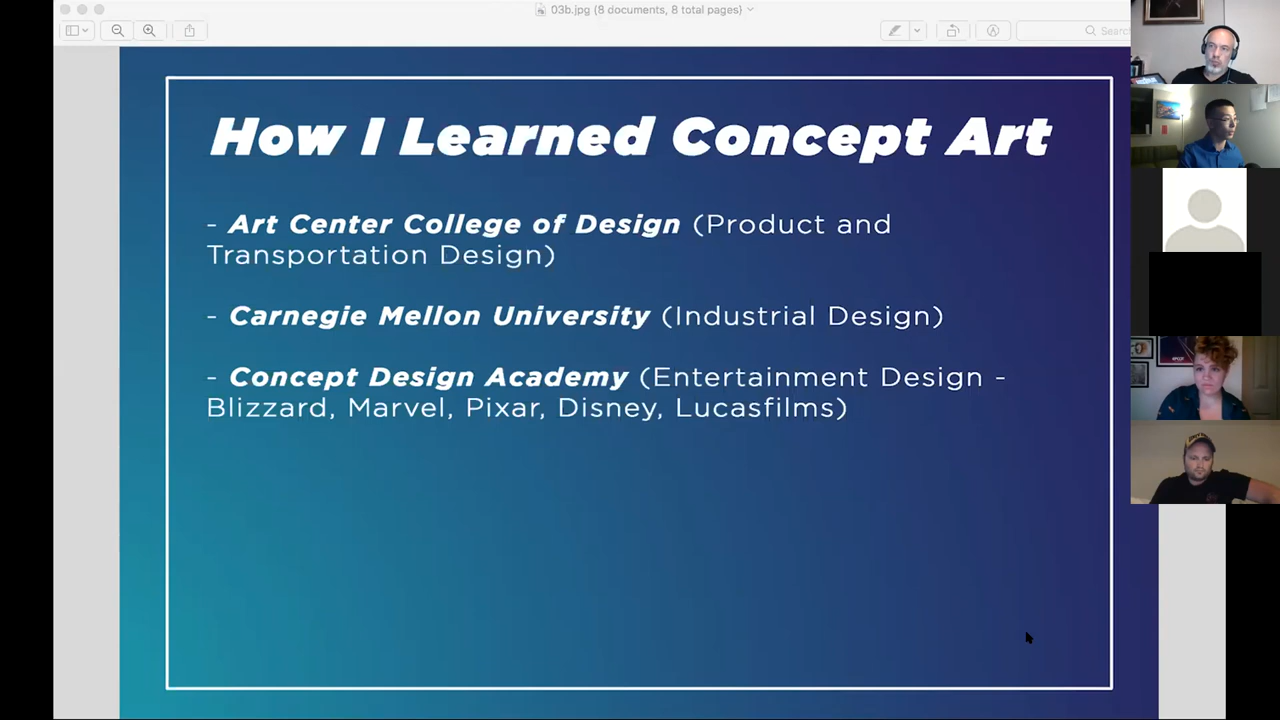 03b.jpg (8 documents, 8 total pages)
Search
How I Learned Concept Art
- Art Center College of Design (Product and
Transportation Design)
- Carnegie Mellon University (Industrial Design)
- Concept Design Academy (Entertainment Design -
Blizzard, Marvel, Pixar, Disney, Lucasfilms)